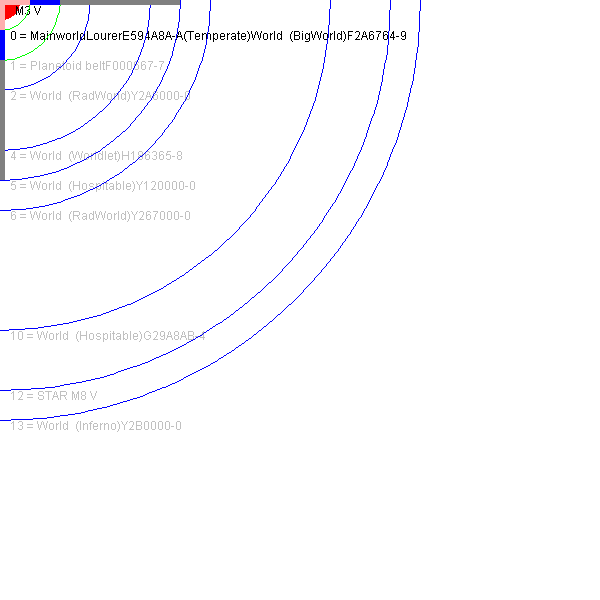 M3 V
0 = MainworldLourerE594A8A-A(Temperate)World (BigWorld)F2A6764-9
1 = Planetoid beltF000367-7
2 = World (RadWorld)Y2A0000-0
4 = World (Worldlet)H196365-8
5 = World (Hospitable)Y120000-0
6 = World (RadWorld)Y267000-0
10 = World (Hospitable)G29A8AB-4
12 = STAR M8 V
13 = World (Inferno)Y2B0000-0